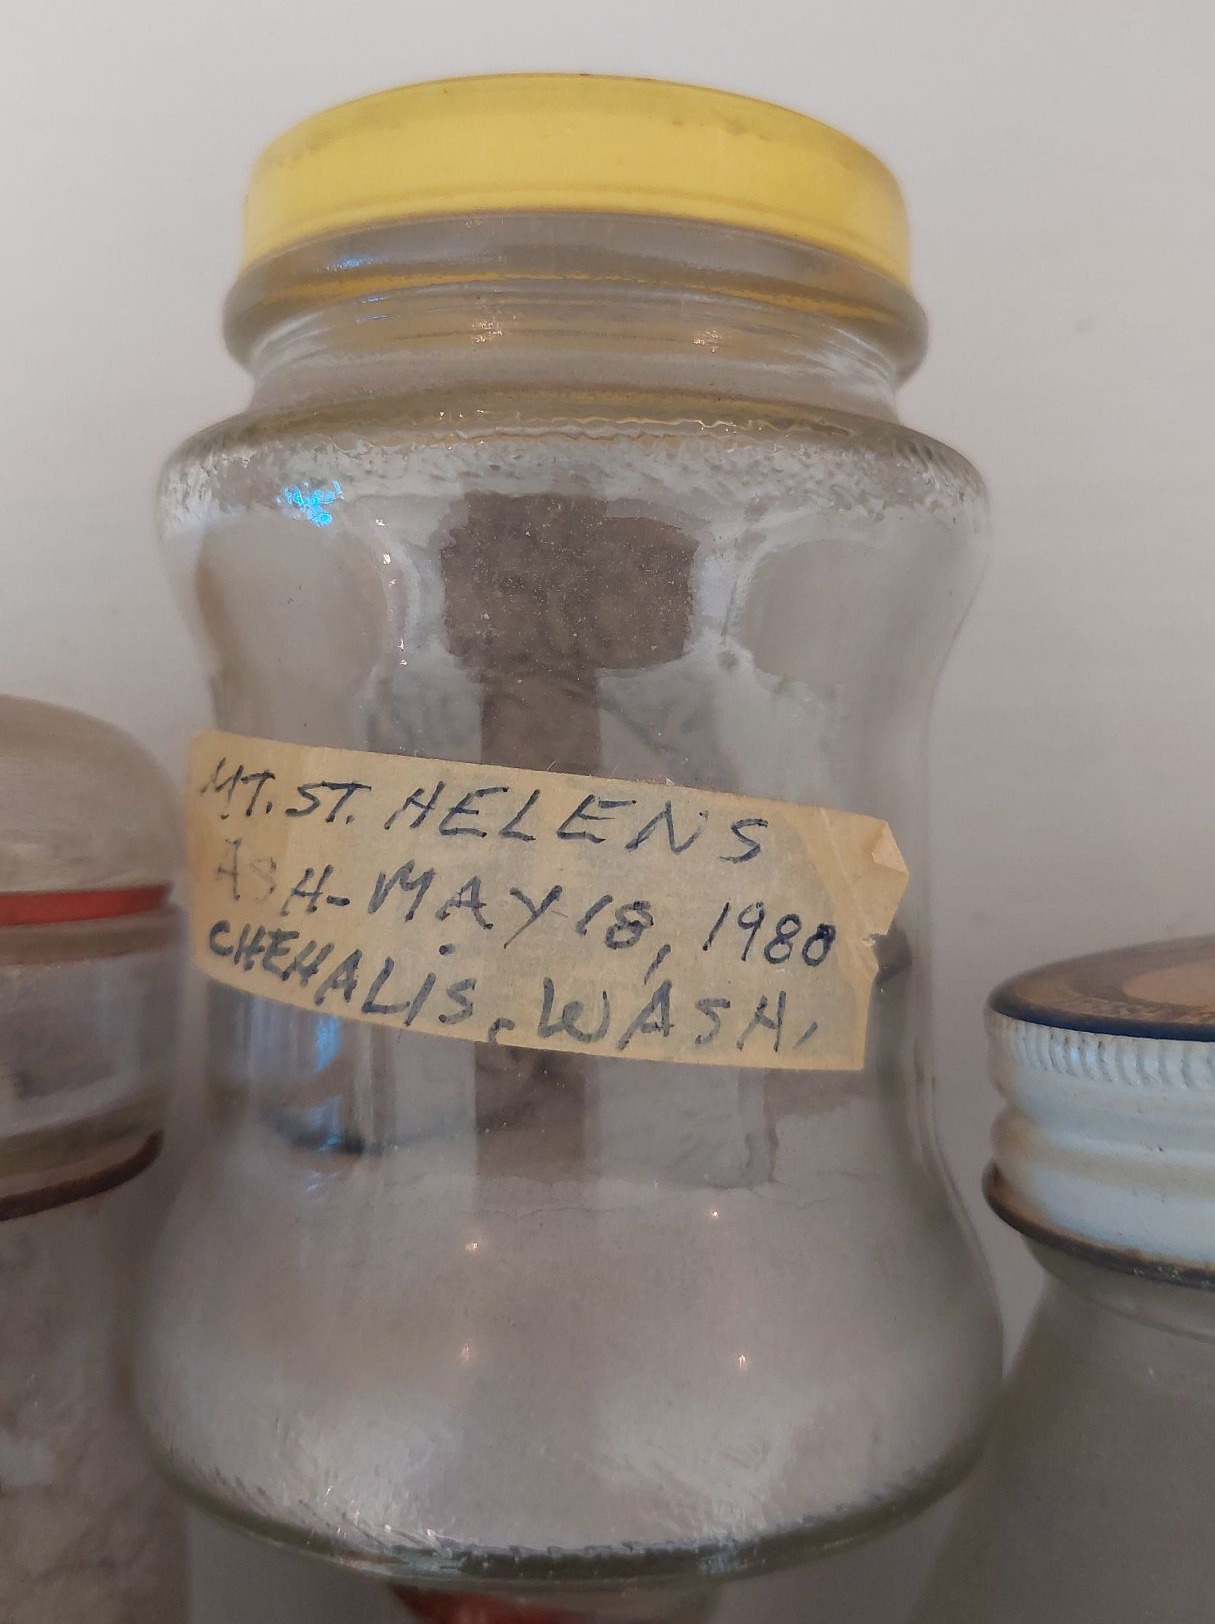 MT. ST. HELENS
ASH - MAY 18, 1980
CHEHALIS, WASH.